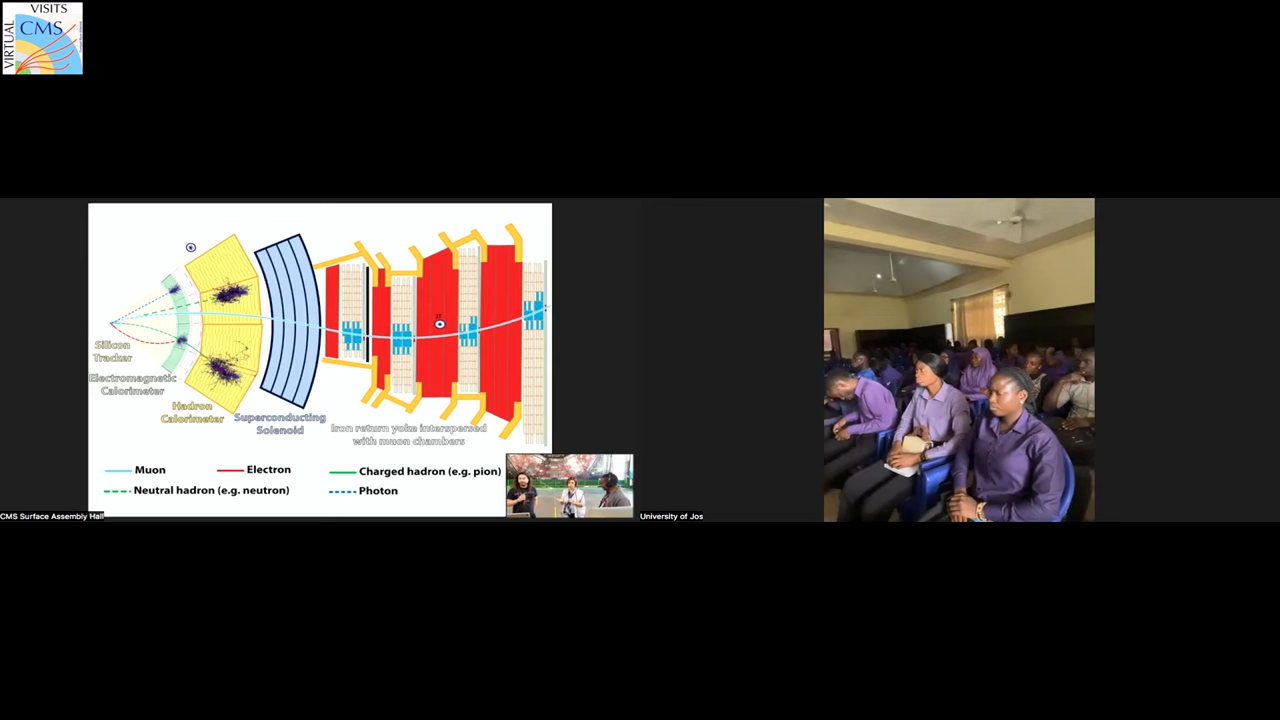 VISITS
CMS
VIRTUAL
Silicon
Tracker
Electromagnetic
Calorimeter
Hadron
Calorimeter
Superconducting
Solenoid
Iron return yoke interspersed
with muon chambers
Muon
Electron
Charged hadron (e.g. pion)
Neutral hadron (e.g. neutron)
Photon
CMS Surface Assembly Hall
University of Jos